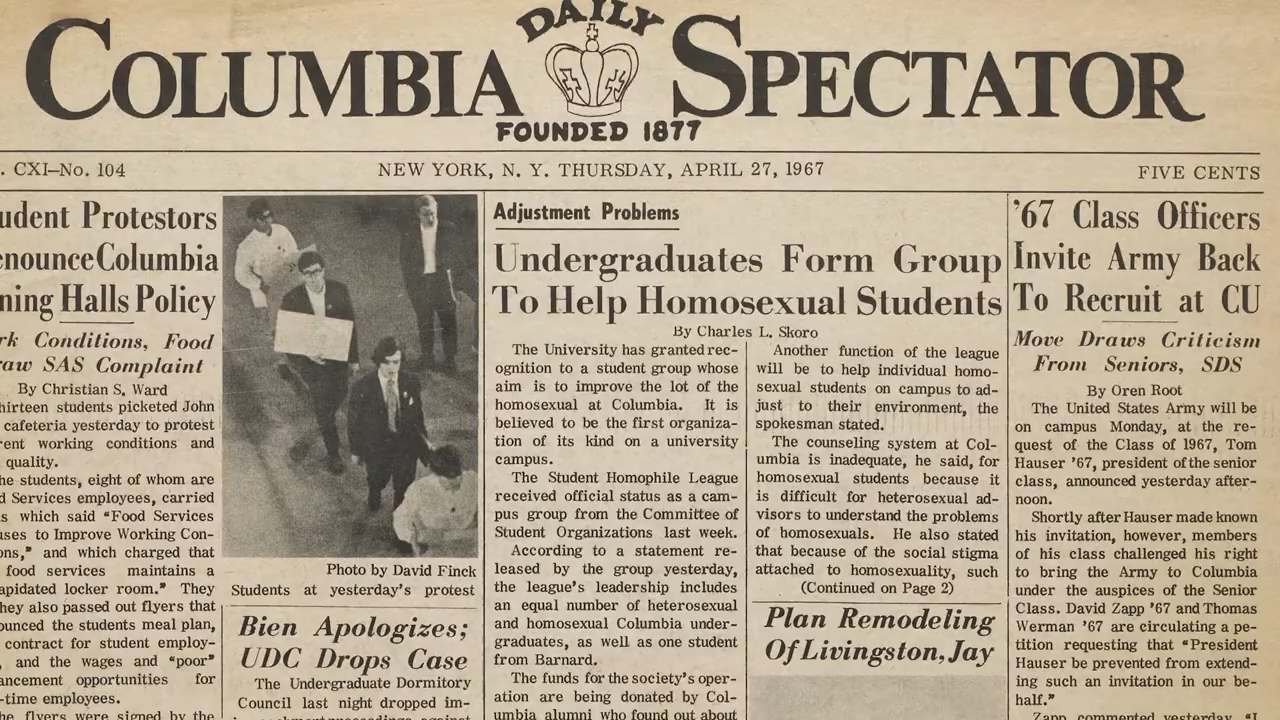 DAILY
COLUMBIA SPECTATOR
FOUNDED 1877
. CXI—No. 104
NEW YORK, N. Y. THURSDAY, APRIL 27, 1967
FIVE CENTS
udent Protestors
enounce Columbia
ning Halls Policy
rk Conditions, Food
raw SAS Complaint
By Christian S. Ward
hirteen students picketed John
cafeteria yesterday to protest
rent working conditions and
quality.
he students, eight of whom are
d Services employees, carried
s which said "Food Services
uses to Improve Working Con-
ons," and which charged that
food services maintains a
apidated locker room." They
hey also passed out flyers that
ounced the students meal plan,
contract for student employ-
, and the wages and "poor"
ancement opportunities for
-time employees.
he flyers were signed by the
Photo by David Finck
Students at yesterday's protest
Bien Apologizes;
UDC Drops Case
The Undergraduate Dormitory
Council last night dropped im-
Adjustment Problems
Undergraduates Form Group
To Help Homosexual Students
By Charles L. Skoro
The University has granted rec-
ognition to a student group whose
aim is to improve the lot of the
homosexual at Columbia. It is
believed to be the first organiza-
tion of its kind on a university
campus.
The Student Homophile League
received official status as a cam-
pus group from the Committee of
Student Organizations last week.
According to a statement re-
leased by the group yesterday,
the league's leadership includes
an equal number of heterosexual
and homosexual Columbia under-
graduates, as well as one student
from Barnard.
The funds for the society's oper-
ation are being donated by Col-
umbia alumni who found out about
Another function of the league
will be to help individual homo-
sexual students on campus to ad-
just to their environment, the
spokesman stated.
The counseling system at Col-
umbia is inadequate, he said, for
homosexual students because it
is difficult for heterosexual ad-
visors to understand the problems
of homosexuals. He also stated
that because of the social stigma
attached to homosexuality, such
(Continued on Page 2)
Plan Remodeling
Of Livingston, Jay
'67 Class Officers
Invite Army Back
To Recruit at CU
Move Draws Criticism
From Seniors, SDS
By Oren Root
The United States Army will be
on campus Monday, at the re-
quest of the Class of 1967, Tom
Hauser '67, president of the senior
class, announced yesterday after-
noon.
Shortly after Hauser made known
his invitation, however, members
of his class challenged his right
to bring the Army to Columbia
under the auspices of the Senior
Class. David Zapp '67 and Thomas
Werman '67 are circulating a pe-
tition requesting that "President
Hauser be prevented from extend-
ing such an invitation in our be-
half."
Zapp commented yesterday, "I